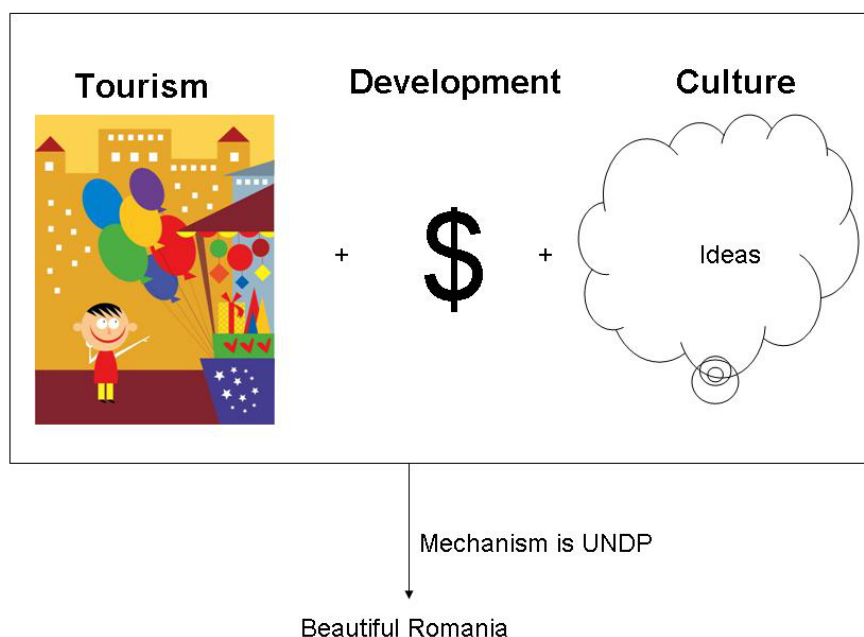 Tourism
Development
Culture
+
$
+
Ideas
Mechanism is UNDP
Beautiful Romania